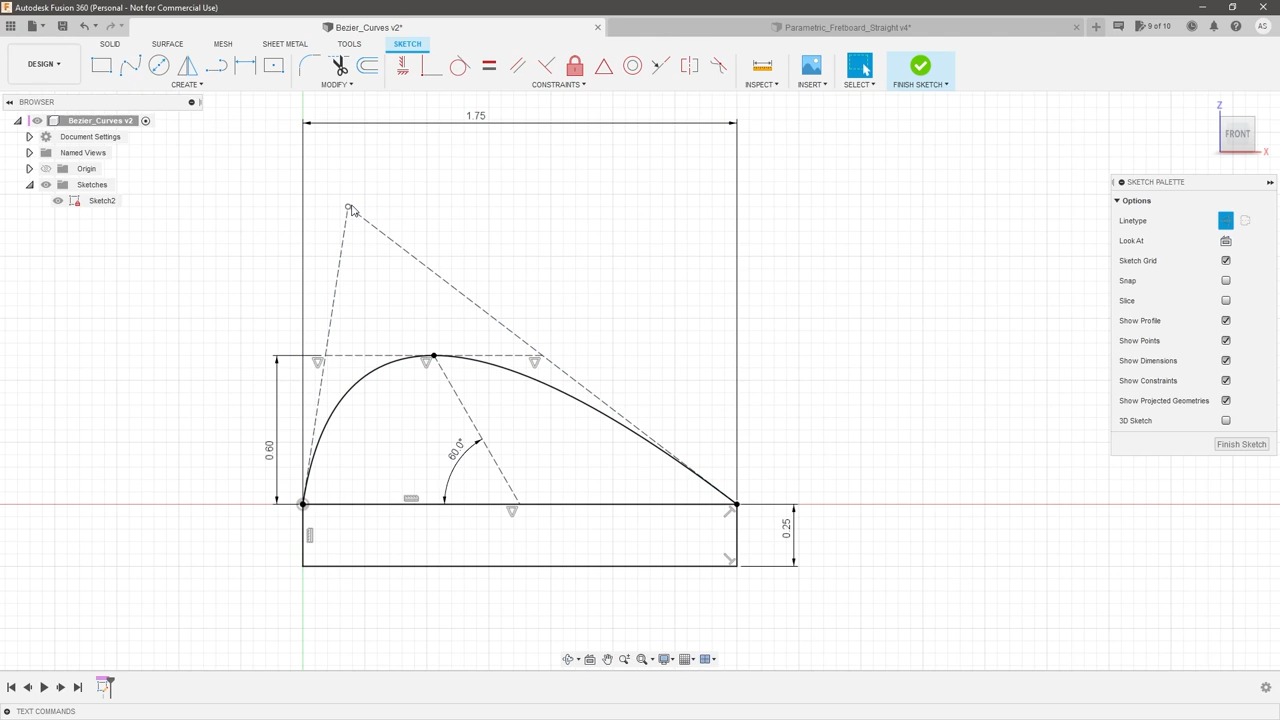 Autodesk Fusion 360 (Personal - Not for Commercial Use)
Bezier_Curves v2*
Parametric_Fretboard_Straight v4*
9 of 10
AS
SOLID
SURFACE
MESH
SHEET METAL
TOOLS
SKETCH
DESIGN
CREATE
MODIFY
CONSTRAINTS
INSPECT
INSERT
SELECT
FINISH SKETCH
BROWSER
Bezier_Curves v2
Document Settings
Named Views
Origin
Sketches
Sketch2
1.75
0.60
60.0°
0.25
Z
FRONT
X
SKETCH PALETTE
Options
Linetype
Look At
Sketch Grid
Snap
Slice
Show Profile
Show Points
Show Dimensions
Show Constraints
Show Projected Geometries
3D Sketch
Finish Sketch
TEXT COMMANDS